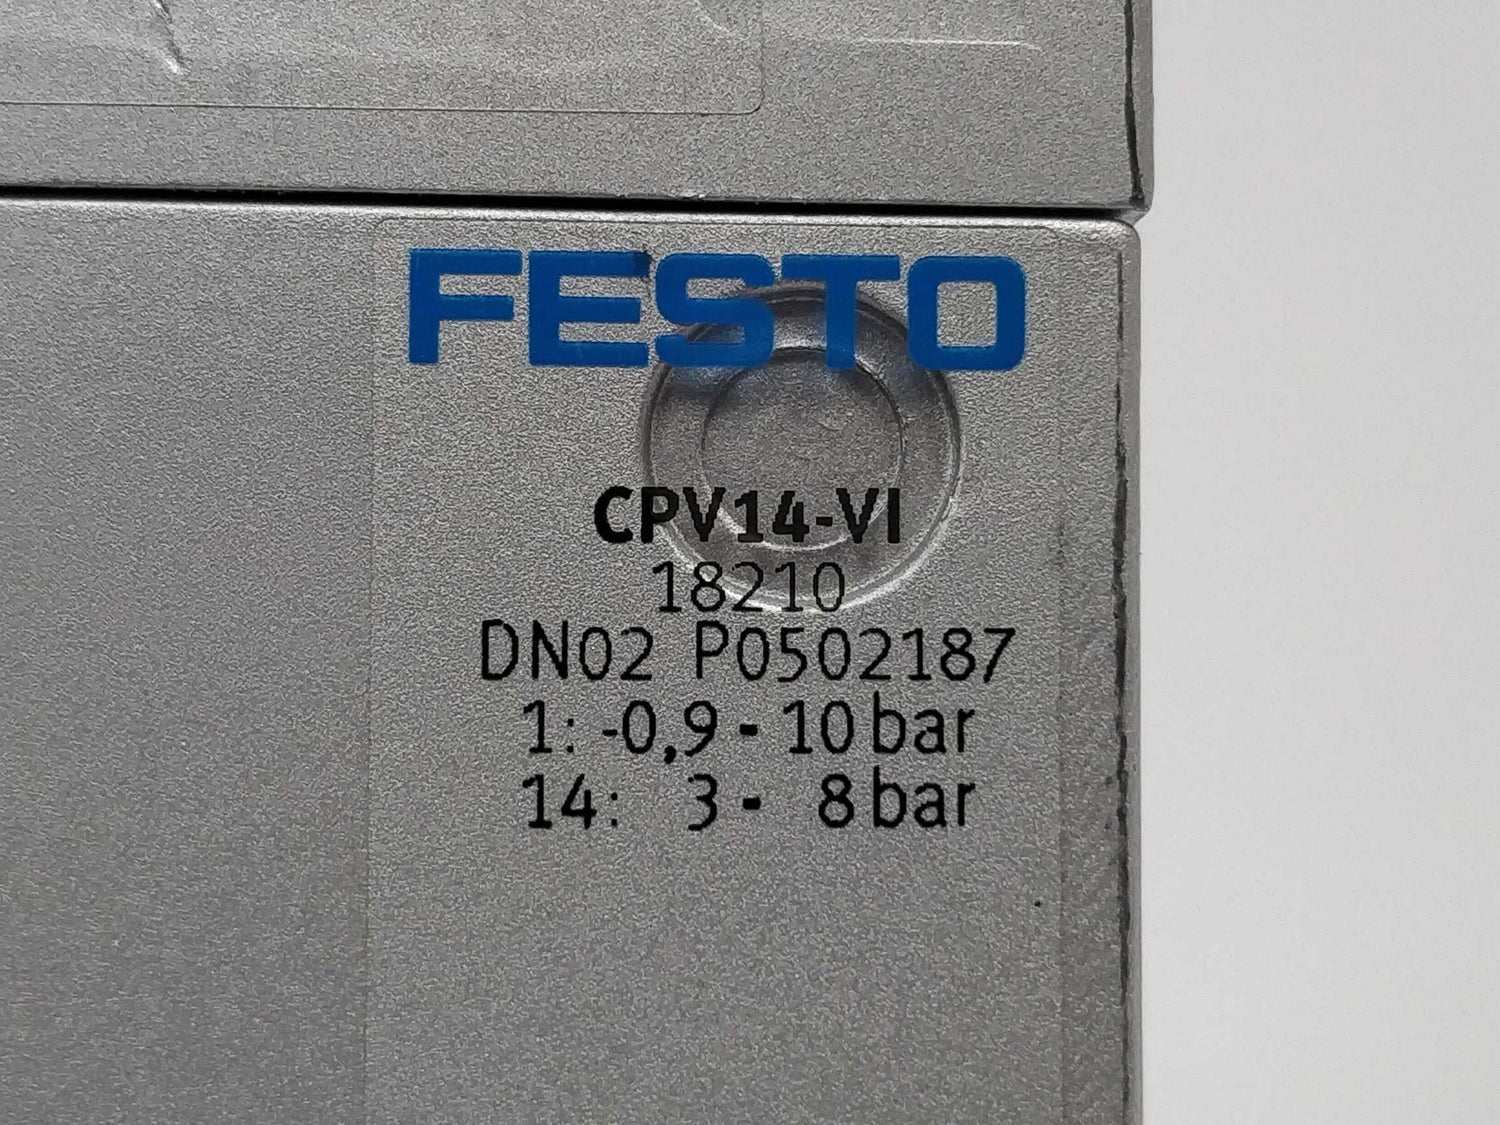 FESTO
CPV14-VI
18210
DN02 P0502187
1: -0,9 - 10 bar
14: 3 - 8 bar